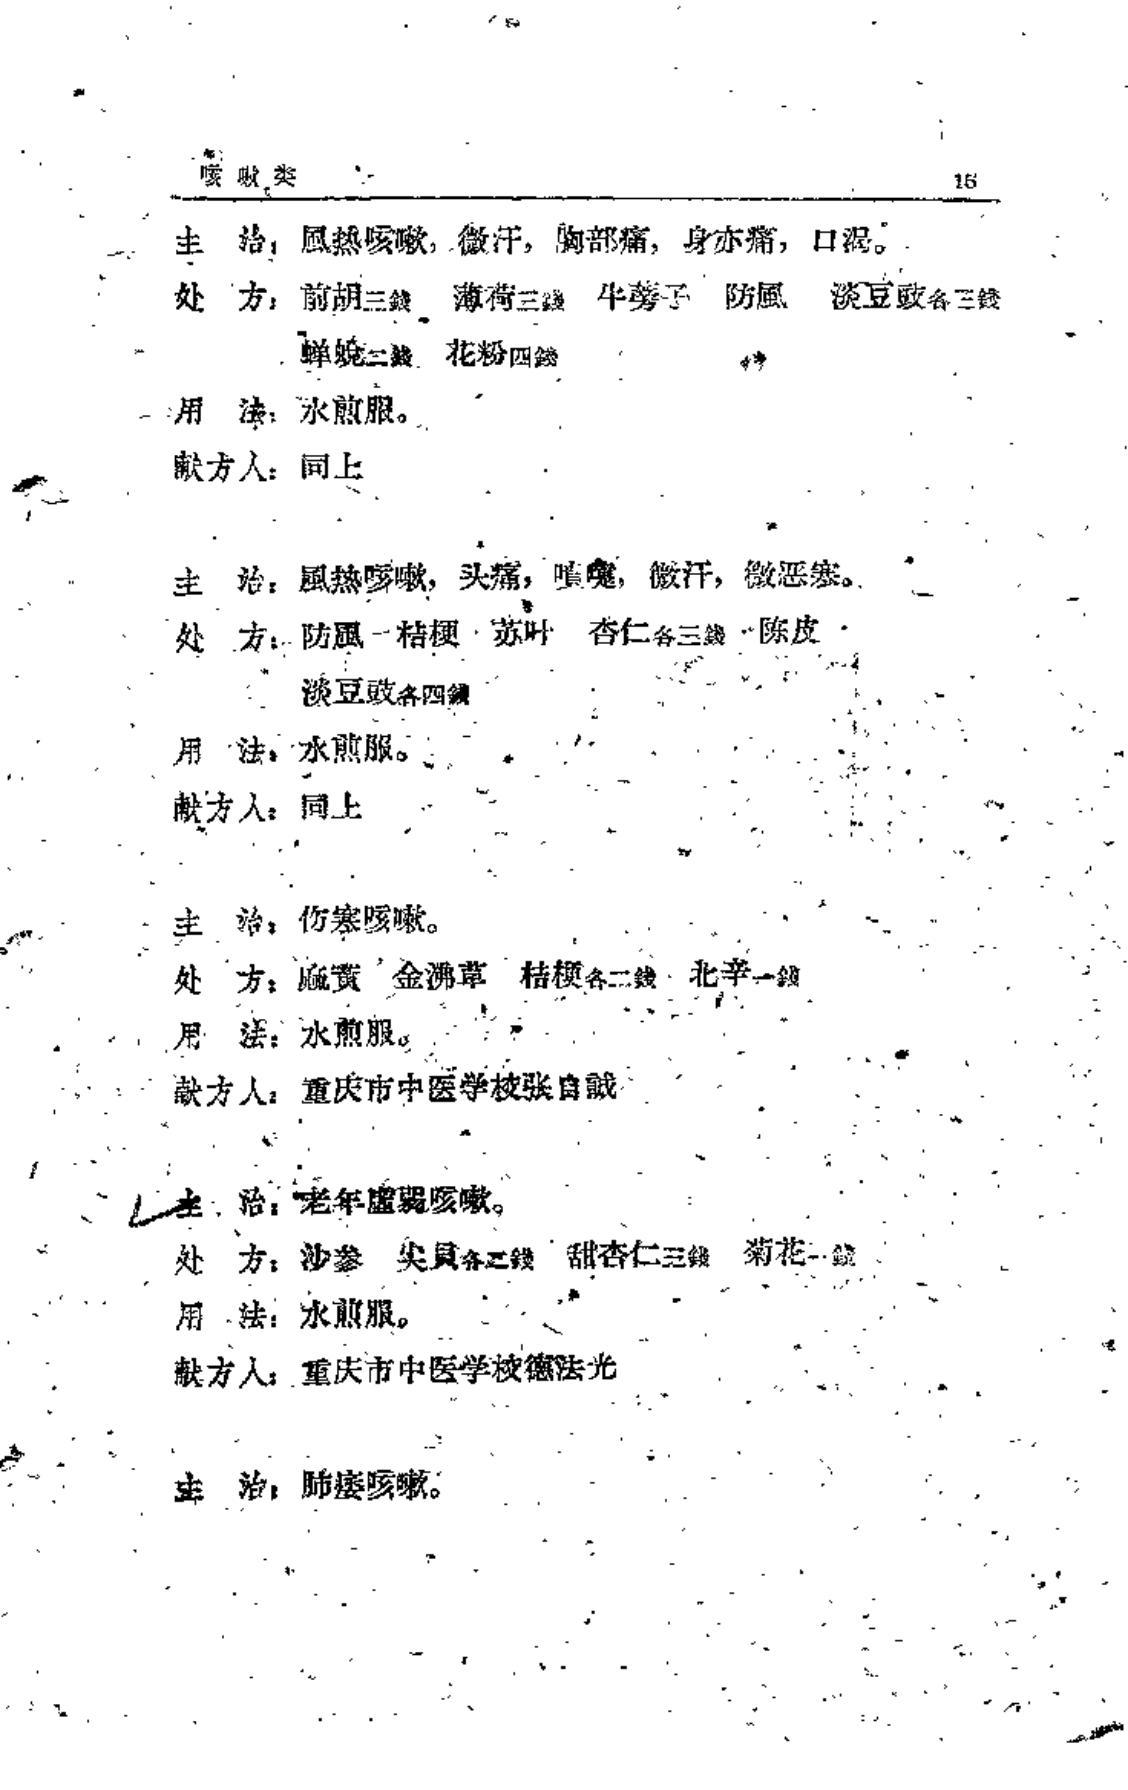 咳嗽类 15
主　治：風热咳嗽，微汗，胸部痛，身亦痛，口渴。
处　方：前胡三錢　薄荷三錢　牛蒡子　防風　淡豆豉各三錢
蝉蜕二錢　花粉四錢
用　法：水煎服。
献方人：同上
主　治：風热咳嗽，头痛，喷嚏，微汗，微恶寒。
处　方：防風　桔梗　苏叶　杏仁各三錢　陈皮
淡豆豉各四錢
用　法：水煎服。
献方人：同上
主　治：伤寒咳嗽。
处　方：麻黄　金沸草　桔梗各二錢　北辛一錢
用　法：水煎服。
献方人：重庆市中医学校张自誠
主　治：老年虛弱咳嗽。
处　方：沙參　尖貝各　錢　甜杏仁三錢　菊花一錢
用　法：水煎服。
献方人：重庆市中医学校德法光
主　治：肺痿咳嗽。